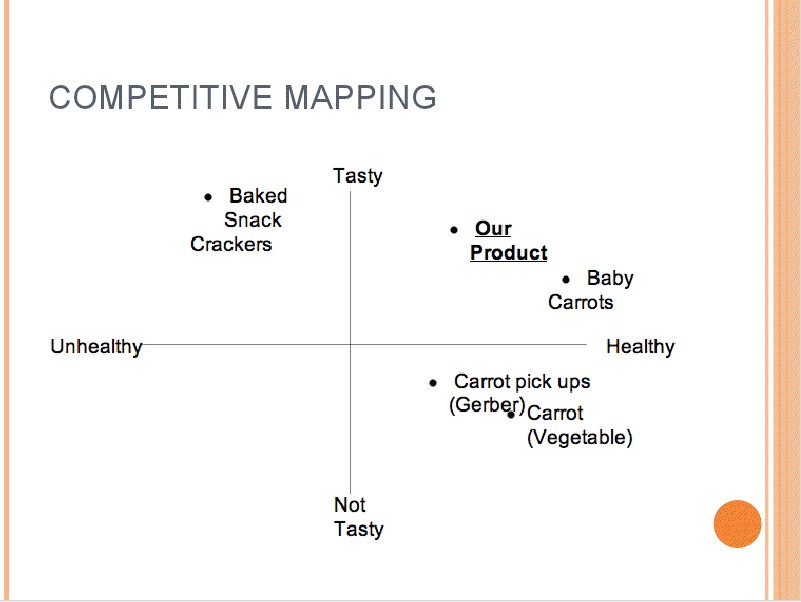 COMPETITIVE MAPPING
Tasty
• Baked
Snack
Crackers
• Our
Product
• Baby
Carrots
Unhealthy
Healthy
• Carrot pick ups
(Gerber)
• Carrot
(Vegetable)
Not
Tasty